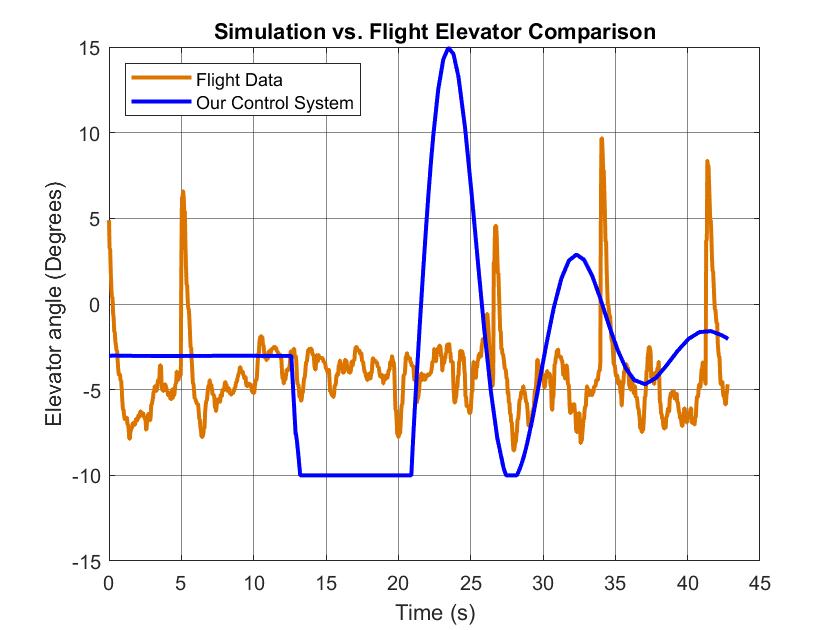 Simulation vs. Flight Elevator Comparison
Flight Data
Our Control System
Elevator angle (Degrees)
15
10
5
0
-5
-10
-15
0 5 10 15 20 25 30 35 40 45
Time (s)